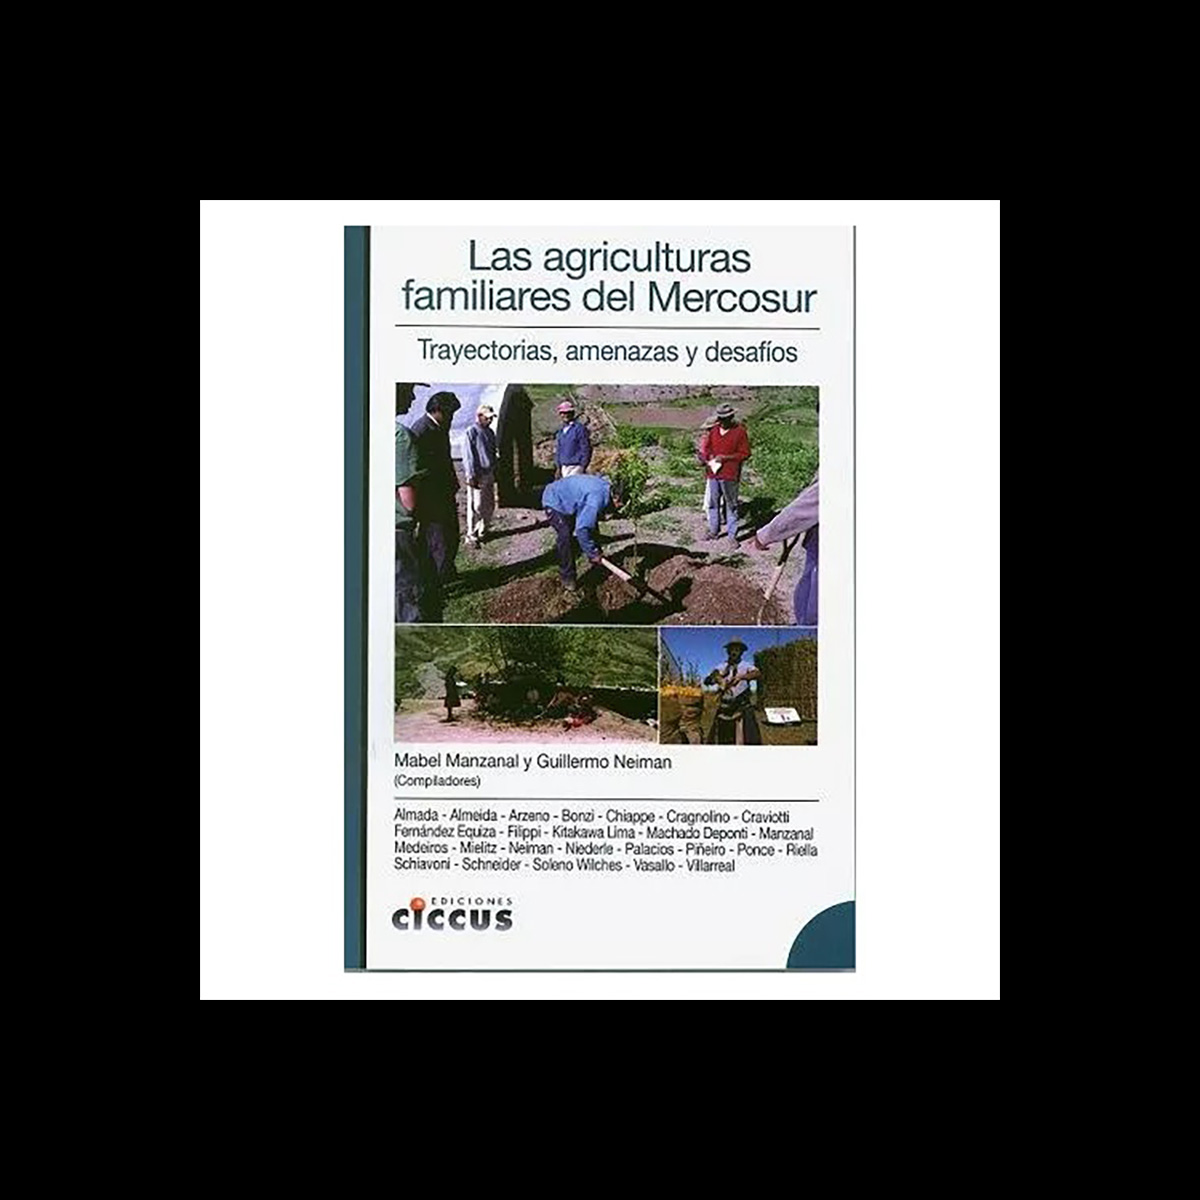 Las agriculturas
familiares del Mercosur
Trayectorias, amenazas y desafíos
Mabel Manzanal y Guillermo Neiman
(Compiladores)
Almada - Almeida - Arzeno - Bonzi - Chiappe - Cragnolino - Craviotti
Fernández Equiza - Filippi - Kitakawa Lima - Machado Deponti - Manzanal
Medeiros - Mielitz - Neiman - Niederle - Palacios - Piñeiro - Ponce - Riella
Schiavoni - Schneider - Soleno Wilches - Vasallo - Villarreal
EDICIONES
ciccus